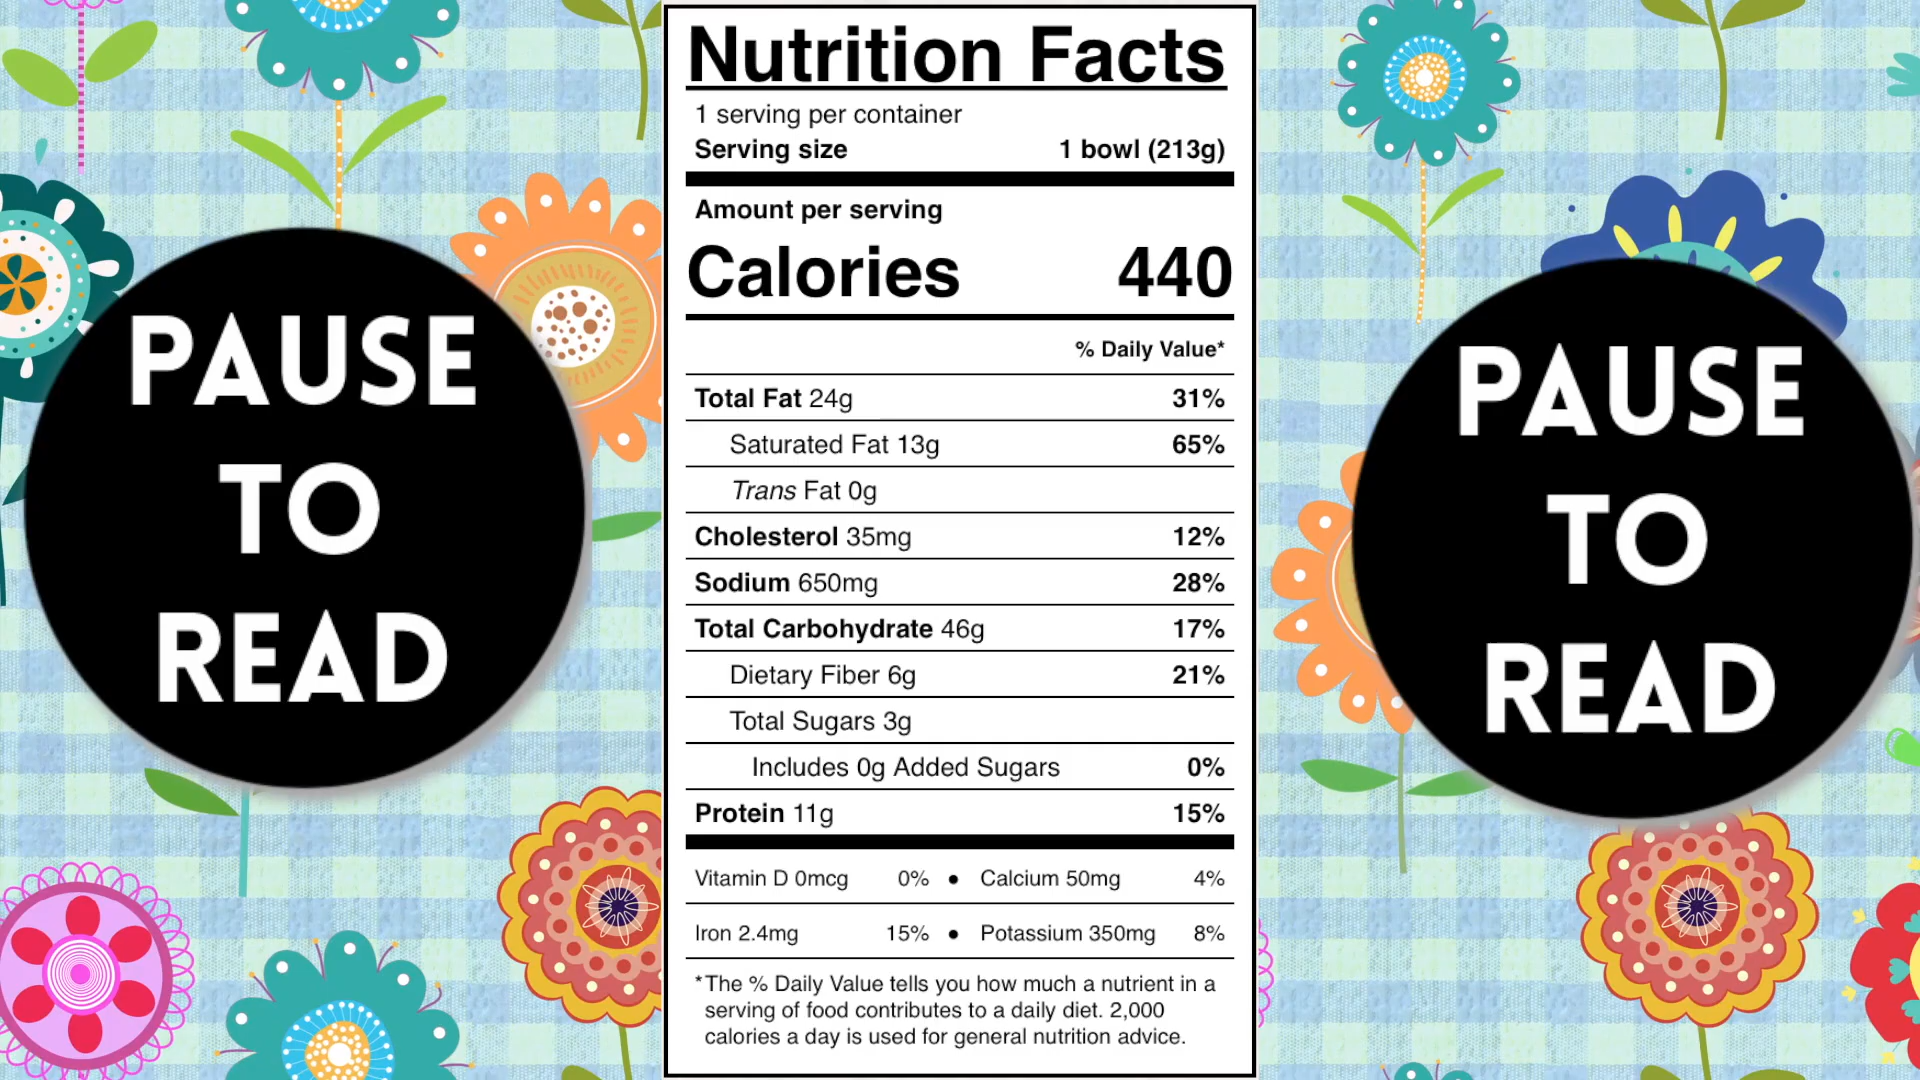 PAUSE
TO
READ
Nutrition Facts
1 serving per container
Serving size 1 bowl (213g)
Amount per serving
Calories 440
% Daily Value*
Total Fat 24g 31%
Saturated Fat 13g 65%
Trans Fat 0g
Cholesterol 35mg 12%
Sodium 650mg 28%
Total Carbohydrate 46g 17%
Dietary Fiber 6g 21%
Total Sugars 3g
Includes 0g Added Sugars 0%
Protein 11g 15%
Vitamin D 0mcg 0% ● Calcium 50mg 4%
Iron 2.4mg 15% ● Potassium 350mg 8%
*The % Daily Value tells you how much a nutrient in a
serving of food contributes to a daily diet. 2,000
calories a day is used for general nutrition advice.
PAUSE
TO
READ